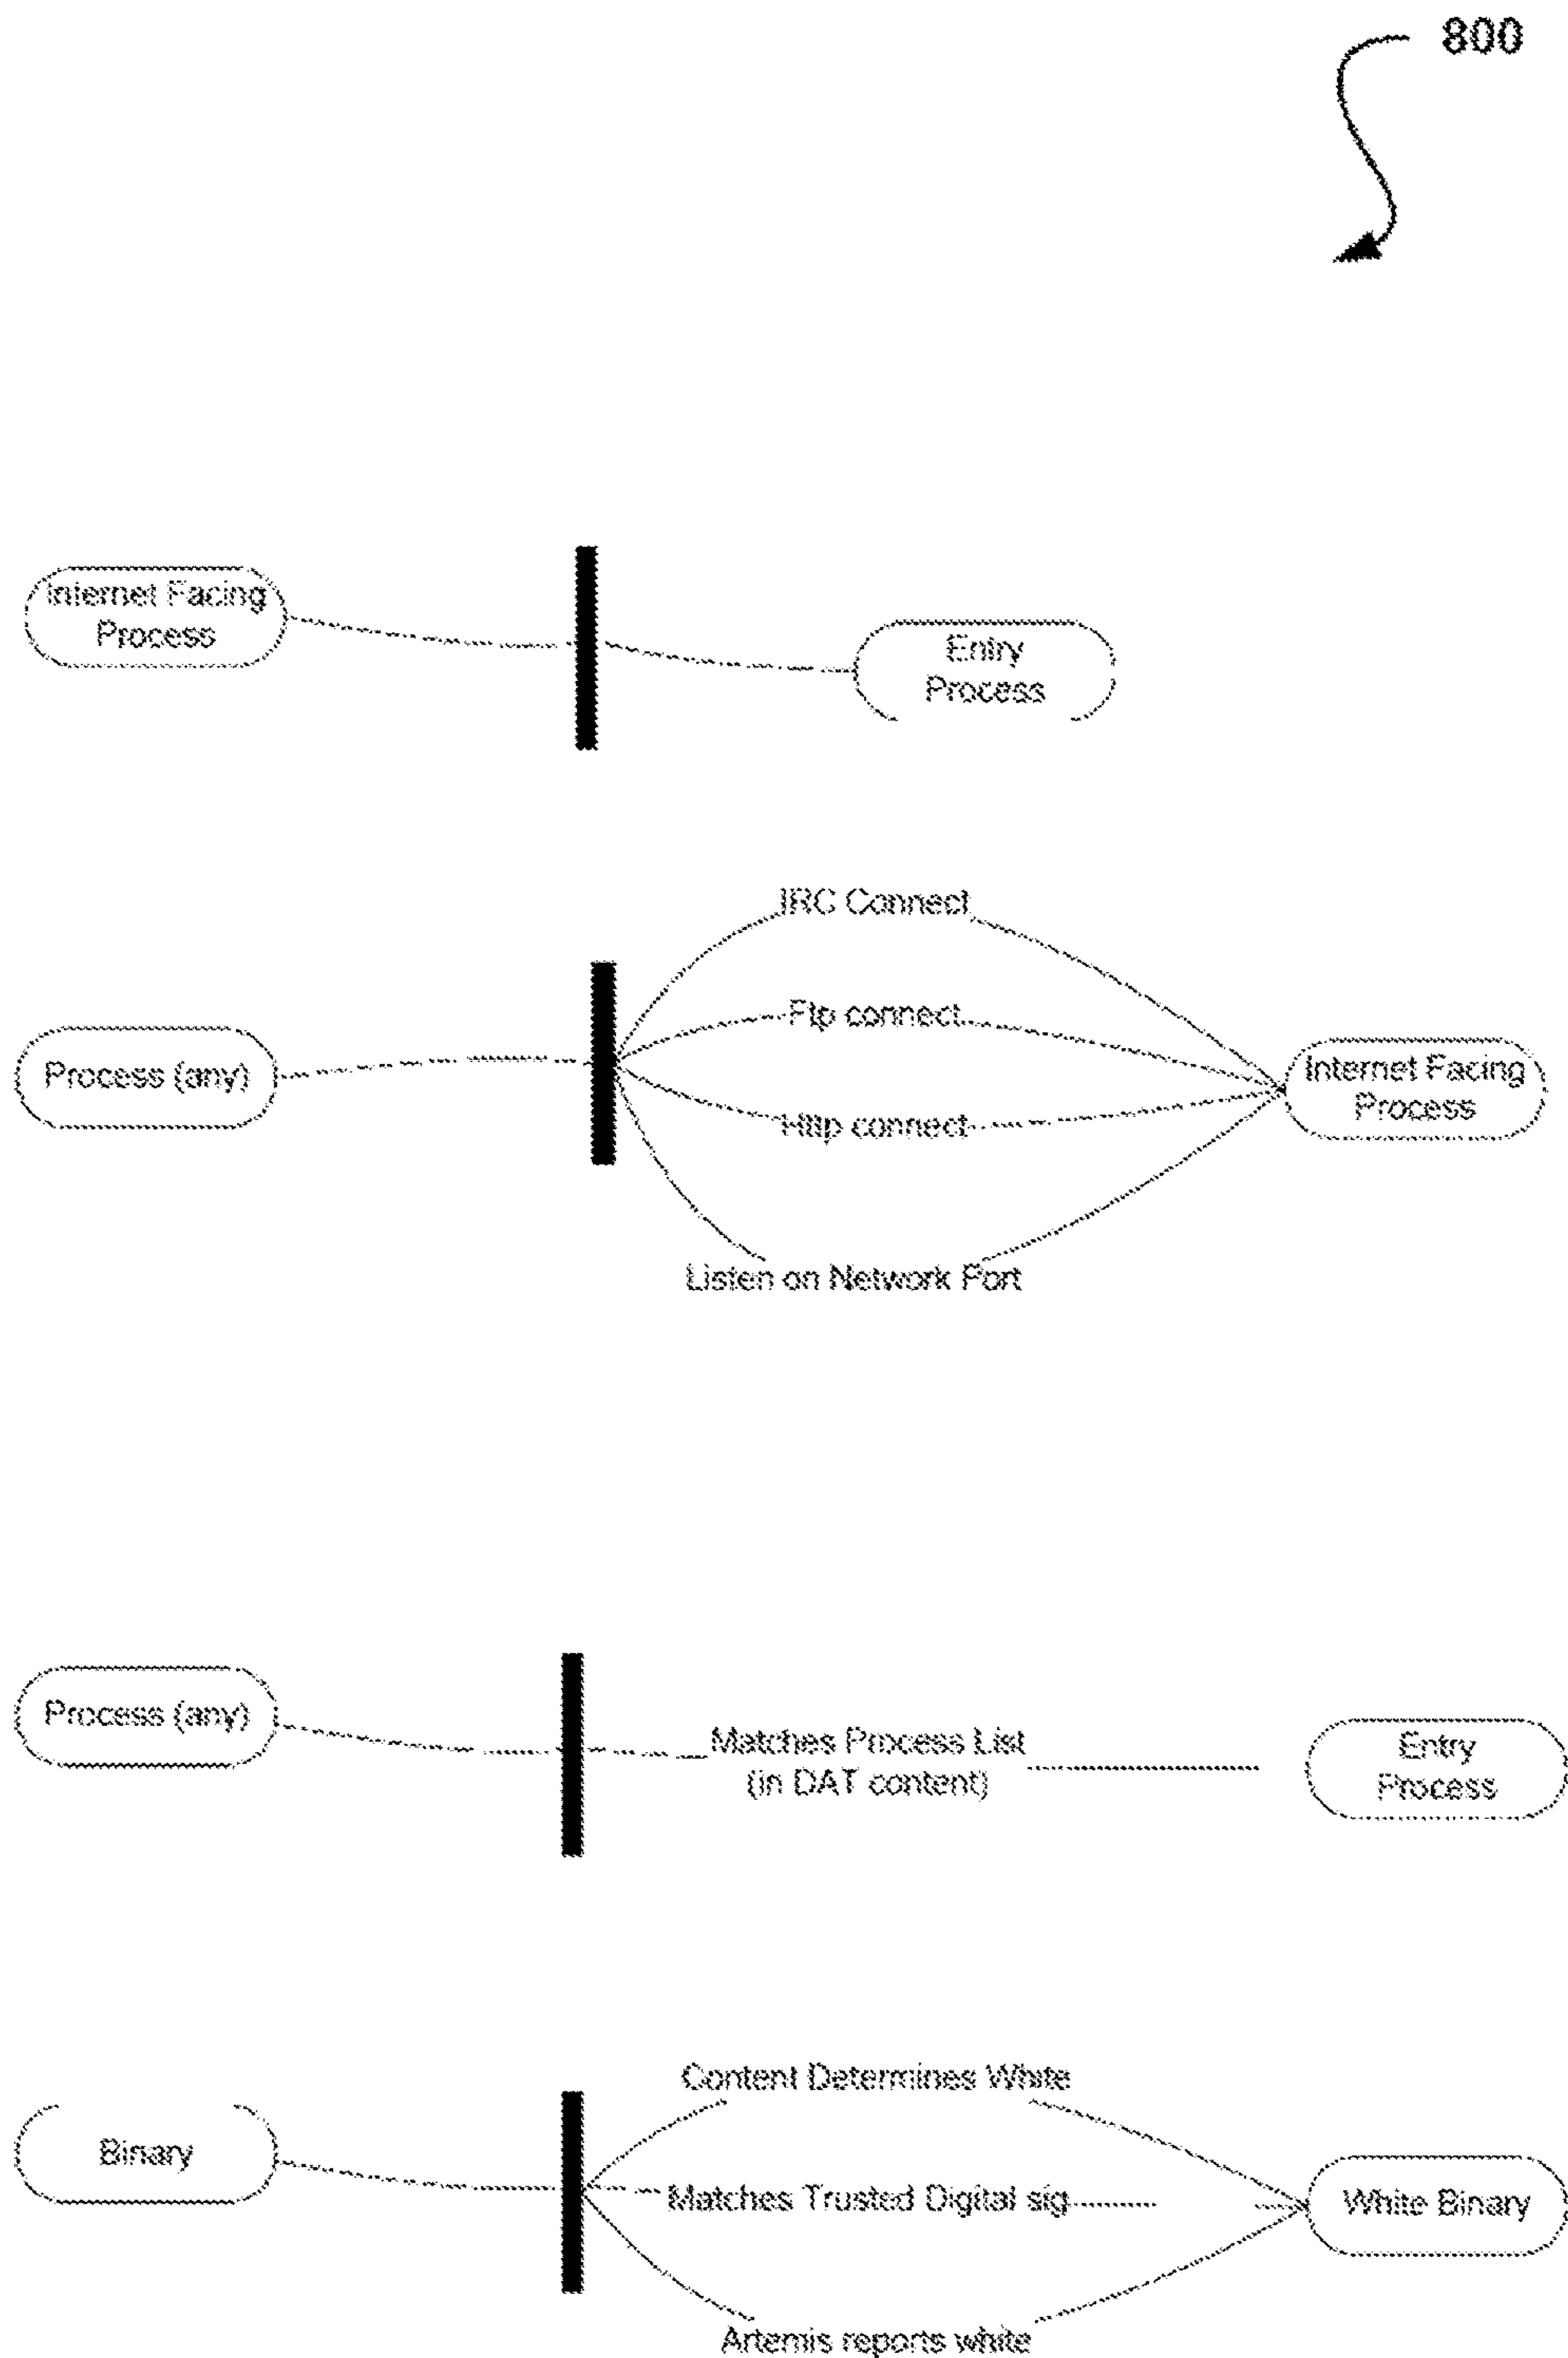 800
Internet Facing
Process
Entry
Process
IRC Connect
Ftp connect
Process (any)
Internet Facing
Process
Http connect
Listen on Network Port
Process (any)
Matches Process List
(in DAT content)
Entry
Process
Content Determines White
Binary
Matches Trusted Digital sig
White Binary
Artemis reports white